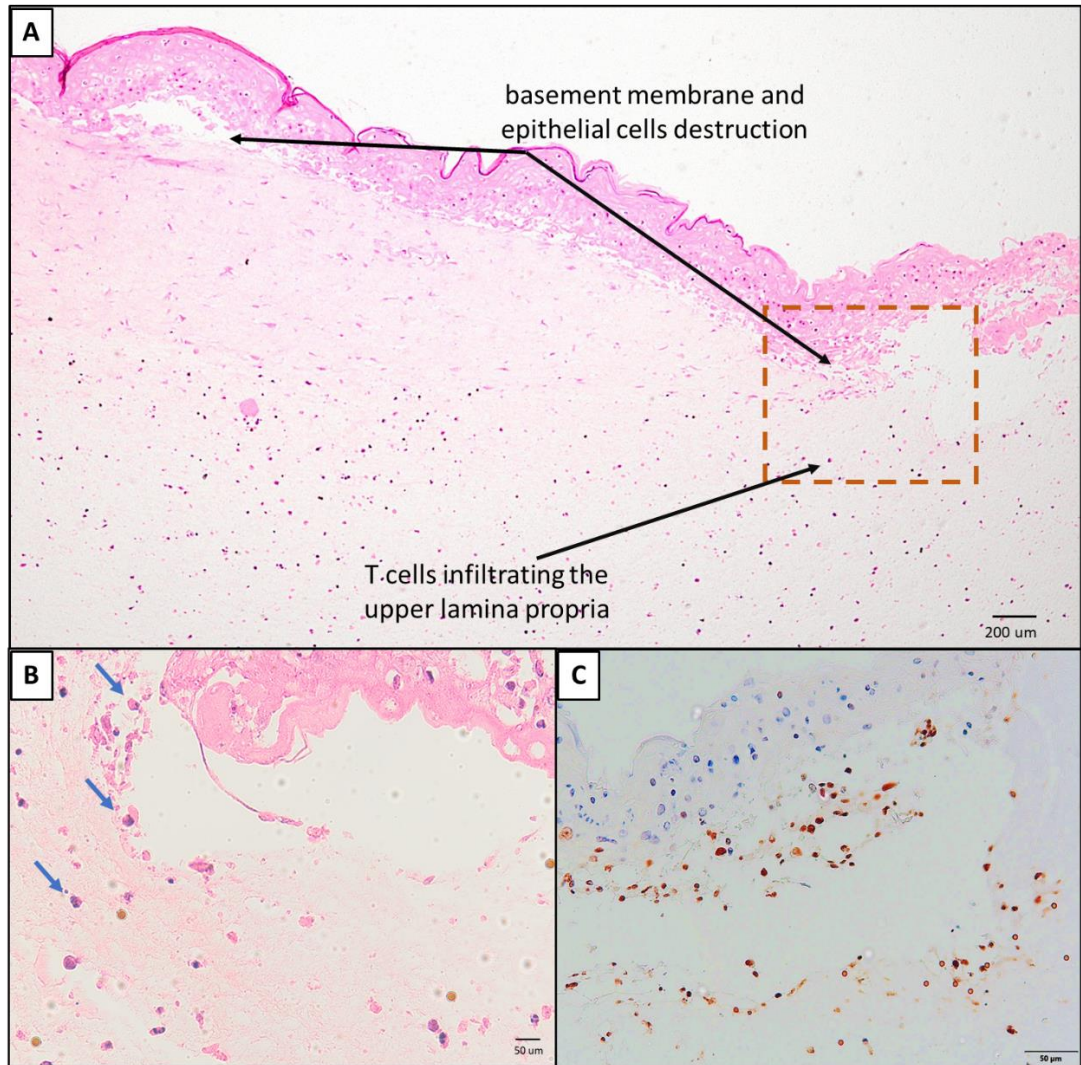 A
basement membrane and
epithelial cells destruction
T cells infiltrating the
upper lamina propria
200 um
B
50 um
C
50 µm